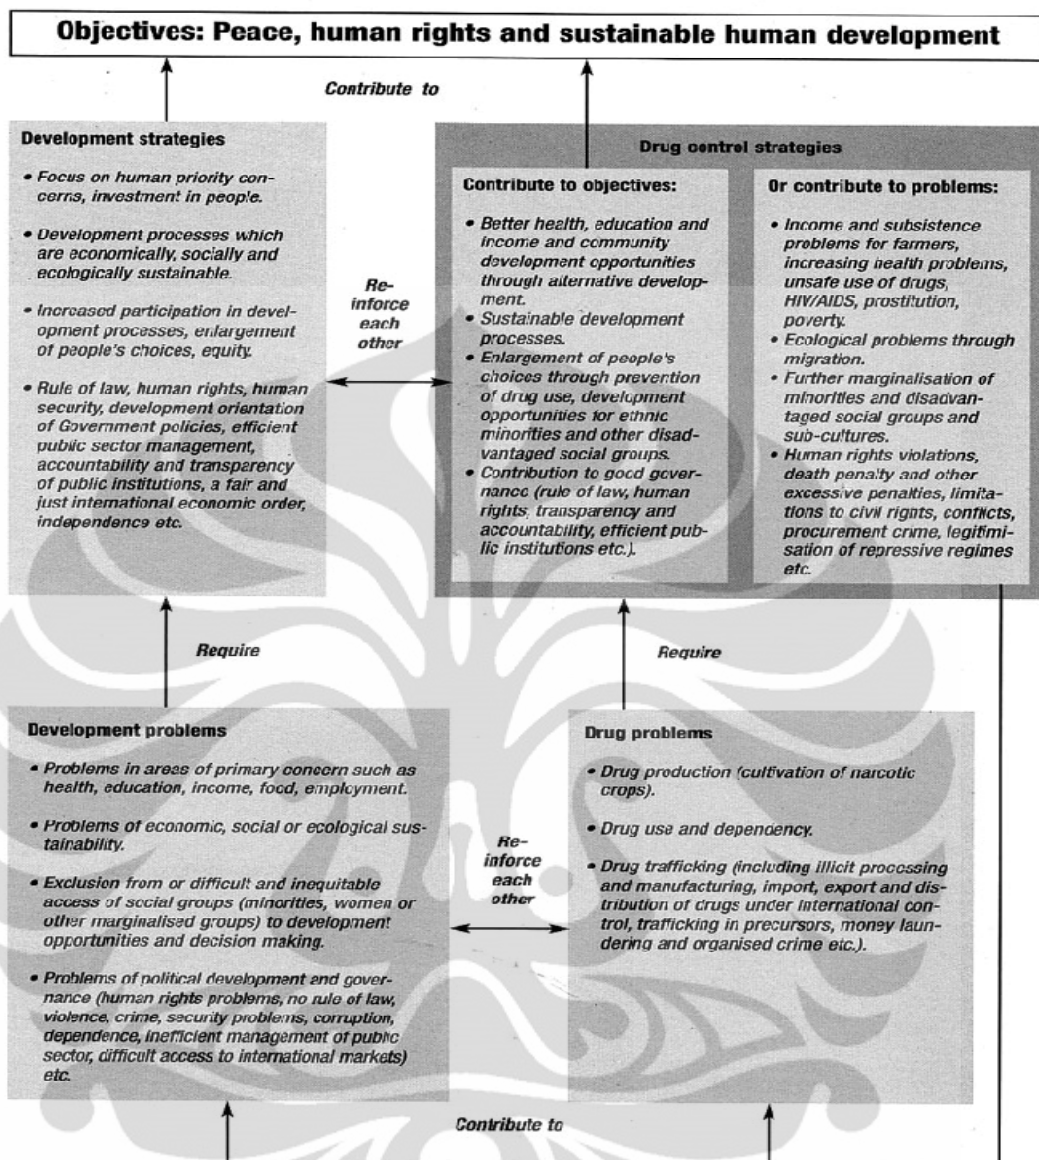 Objectives: Peace, human rights and sustainable human development
Contribute to
Development strategies
• Focus on human priority con-
cerns, investment in people.
• Development processes which
are economically, socially and
ecologically sustainable.
• Increased participation in devel-
opment processes, enlargement
of people's choices, equity.
• Rule of law, human rights, human
security, development orientation
of Government policies, efficient
public sector management,
accountability and transparency
of public institutions, a fair and
just international economic order,
independence etc.
Re-
inforce
each
other
Drug control strategies
Contribute to objectives:
• Better health, education and
income and community
development opportunities
through alternative develop-
ment.
• Sustainable development
processes.
• Enlargement of people's
choices through prevention
of drug use, development
opportunities for ethnic
minorities and other disad-
vantaged social groups.
• Contribution to good gover-
nance (rule of law, human
rights, transparency and
accountability, efficient pub-
lic institutions etc.).
Or contribute to problems:
• Income and subsistence
problems for farmers,
increasing health problems,
unsafe use of drugs,
HIV/AIDS, prostitution,
poverty.
• Ecological problems through
migration.
• Further marginalisation of
minorities and disadvan-
taged social groups and
sub-cultures.
• Human rights violations,
death penalty and other
excessive penalties, limita-
tions to civil rights, conflicts,
procurement crime, legitimi-
sation of repressive regimes
etc.
Require
Require
Development problems
• Problems in areas of primary concern such as
health, education, income, food, employment.
• Problems of economic, social or ecological sus-
tainability.
• Exclusion from or difficult and inequitable
access of social groups (minorities, women or
other marginalised groups) to development
opportunities and decision making.
• Problems of political development and gover-
nance (human rights problems, no rule of law,
violence, crime, security problems, corruption,
dependence, inefficient management of public
sector, difficult access to international markets)
etc.
Re-
inforce
each
other
Drug problems
• Drug production (cultivation of narcotic
crops).
• Drug use and dependency.
• Drug trafficking (including illicit processing
and manufacturing, import, export and dis-
tribution of drugs under international con-
trol, trafficking in precursors, money laun-
dering and organised crime etc.).
Contribute to